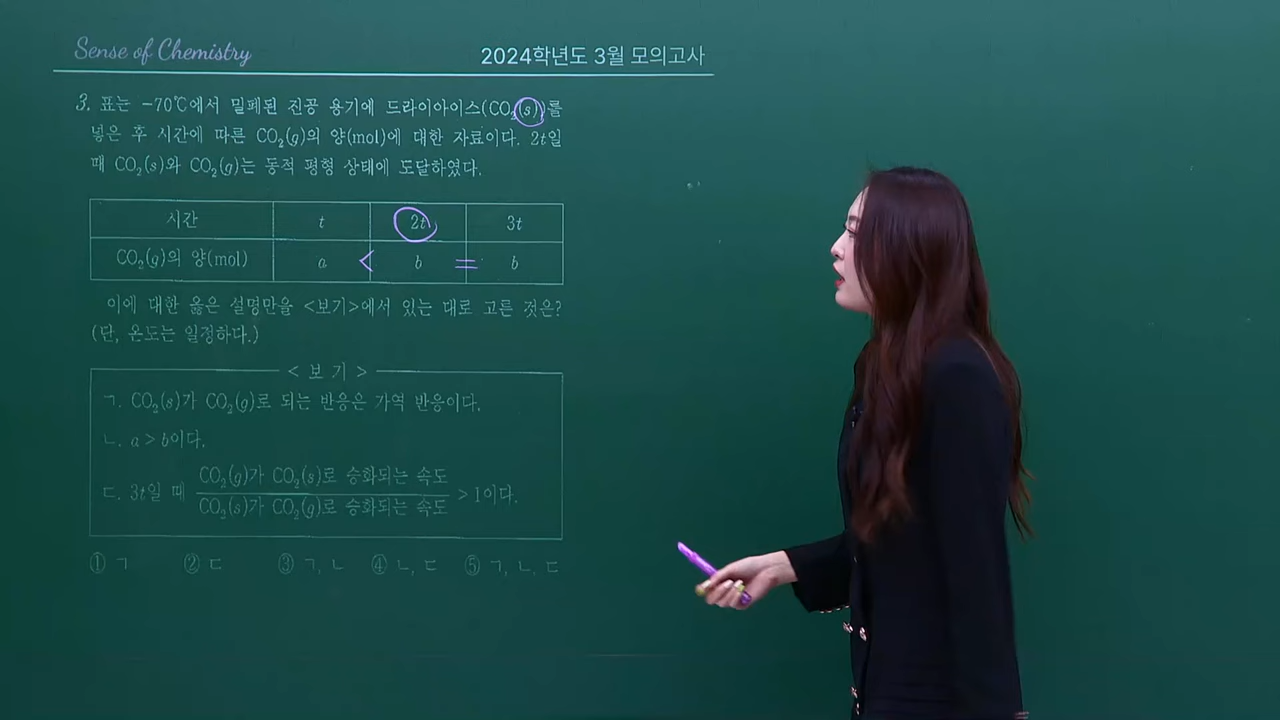 Sense of Chemistry
2024학년도 3월 모의고사
3. 표는 -70℃에서 밀폐된 진공 용기에 드라이아이스(CO₂(s))를
넣은 후 시간에 따른 CO₂(g)의 양(mol)에 대한 자료이다. 2t일
때 CO₂(s)와 CO₂(g)는 동적 평형 상태에 도달하였다.
시간 t 2t 3t
CO₂(g)의 양(mol) a < b = b
이에 대한 옳은 설명만을 <보기>에서 있는 대로 고른 것은?
(단, 온도는 일정하다.)
< 보 기 >
ㄱ. CO₂(s)가 CO₂(g)로 되는 반응은 가역 반응이다.
ㄴ. a > b이다.
ㄷ. 3t일 때 CO₂(g)가 CO₂(s)로 승화되는 속도
CO₂(s)가 CO₂(g)로 승화되는 속도 > 1이다.
① ㄱ ② ㄷ ③ ㄱ, ㄴ ④ ㄴ, ㄷ ⑤ ㄱ, ㄴ, ㄷ